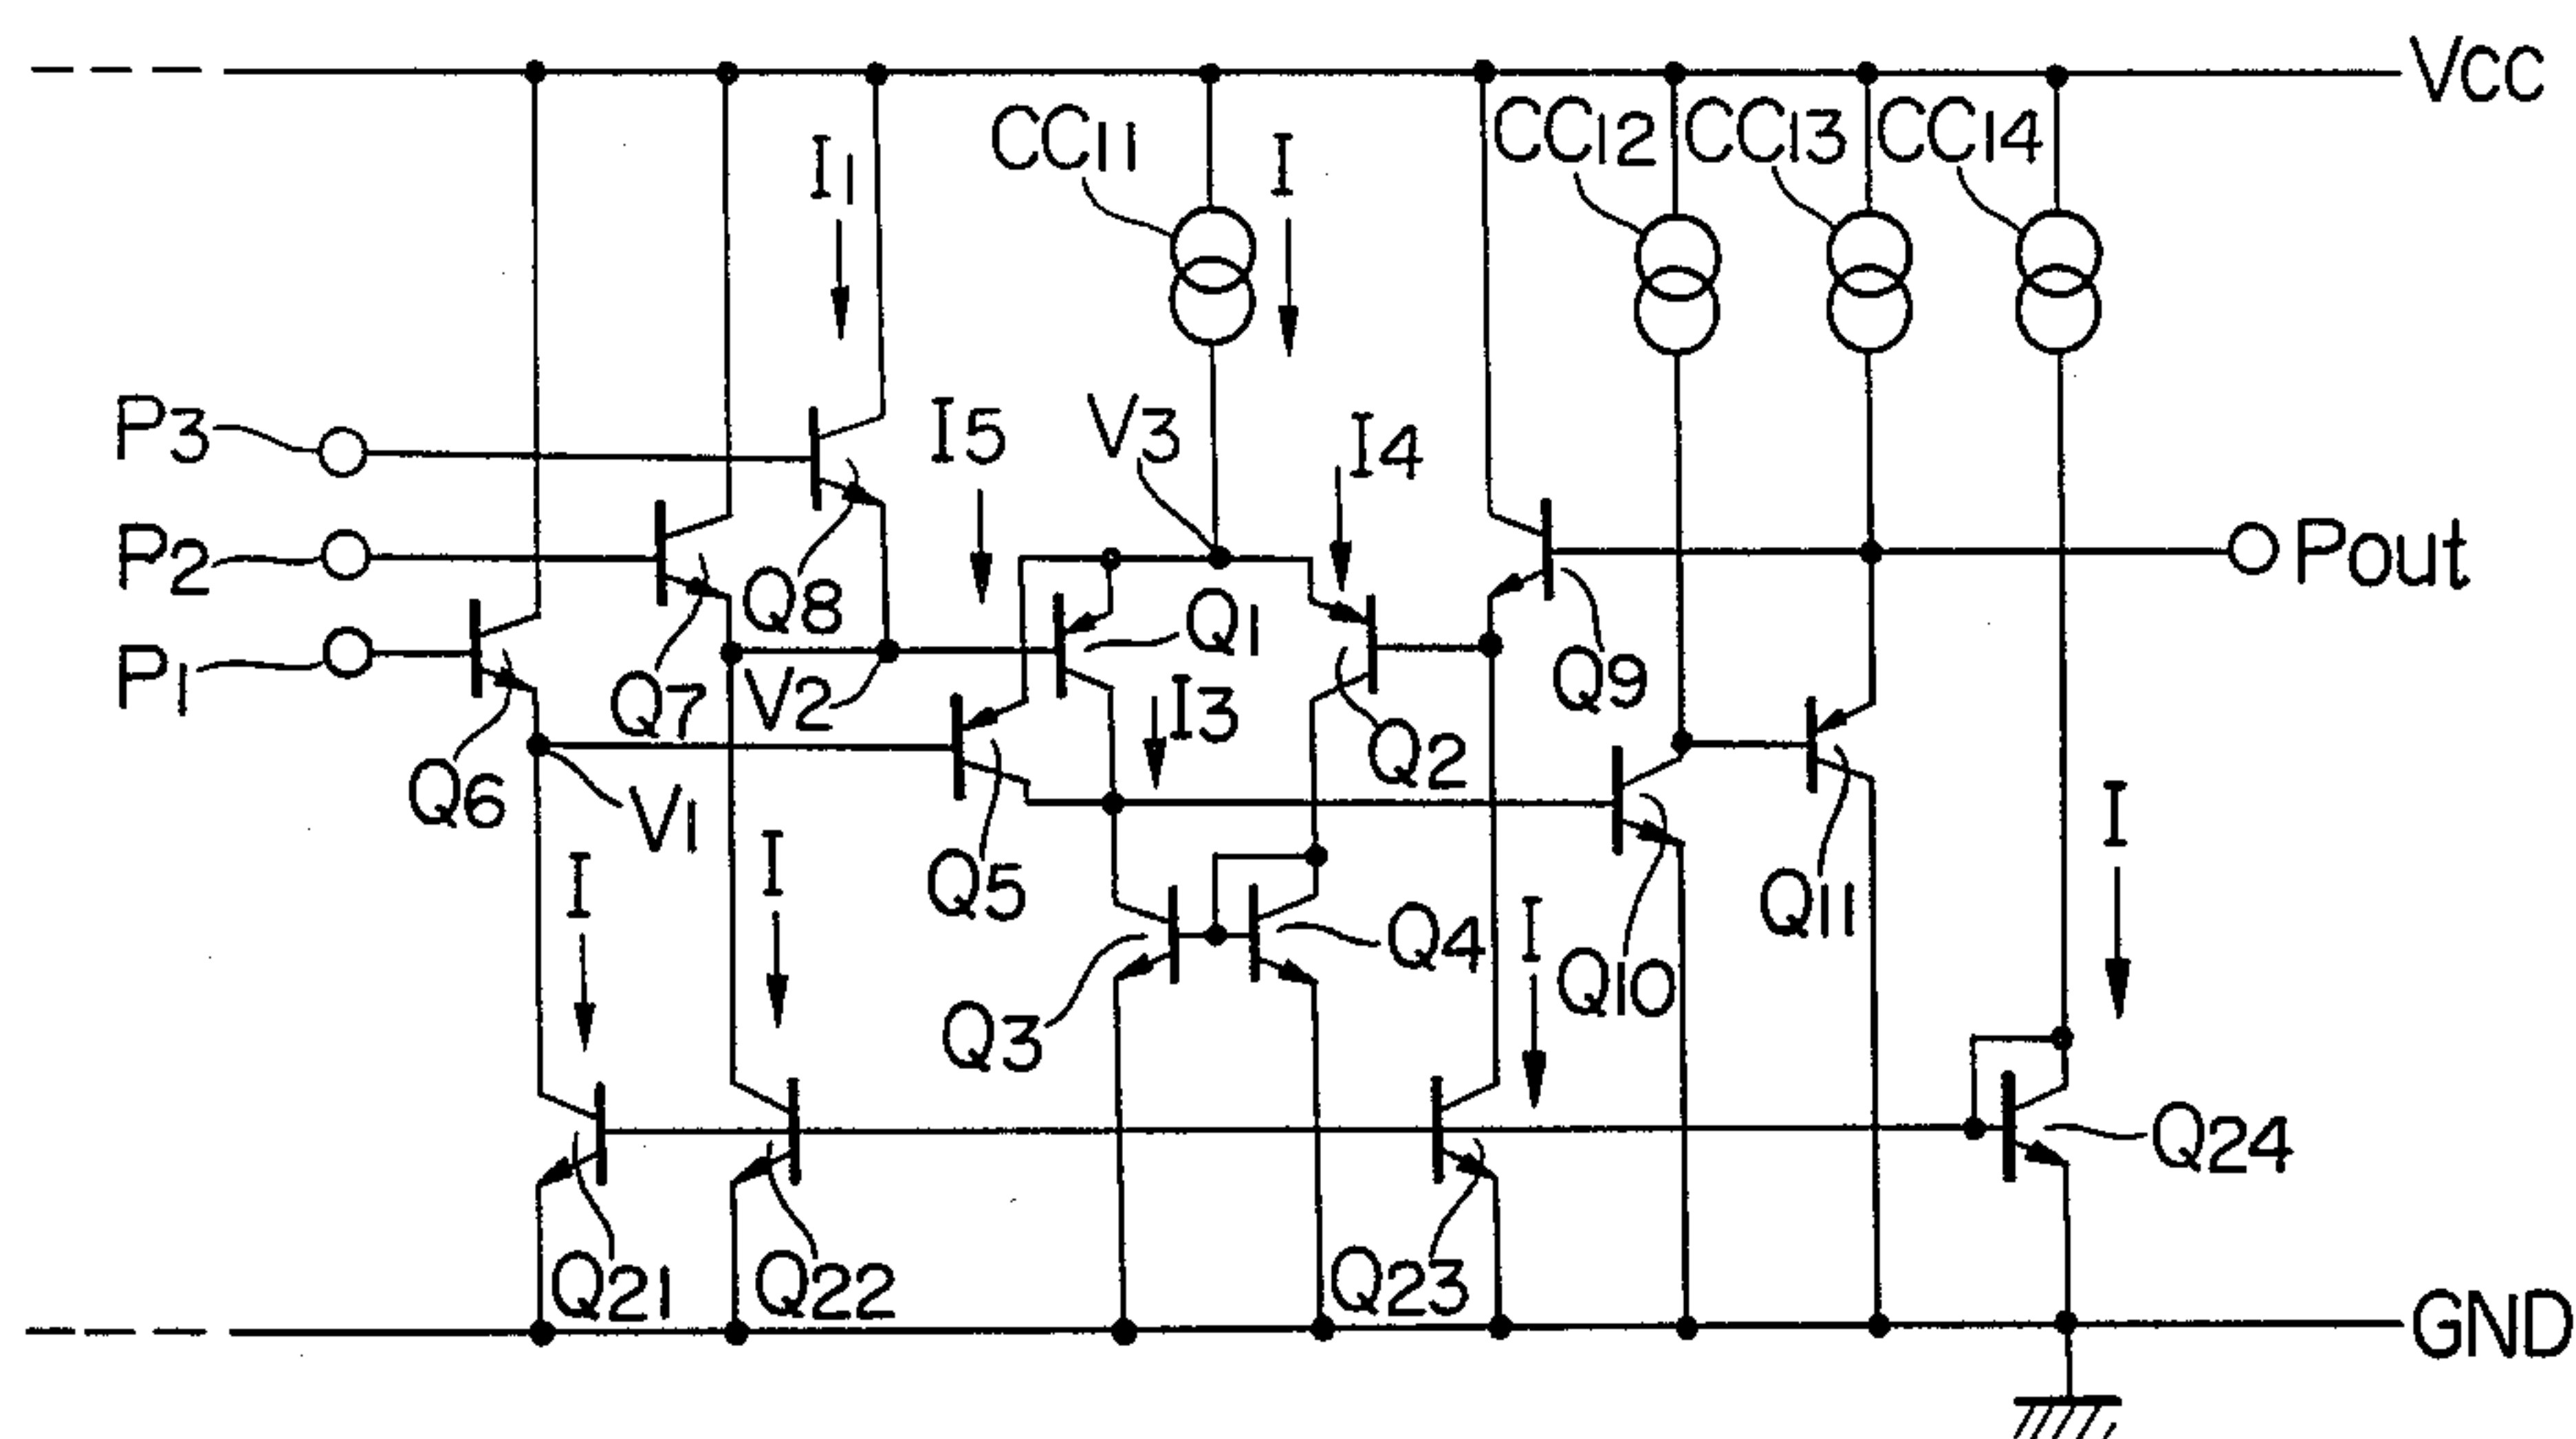 VCC
CC11
I
CC12
CC13
CC14
I1
P3
I5
V3
I4
P2
Pout
Q8
Q1
P1
Q7
V2
I3
Q2
Q9
Q6
V1
I
I
Q5
Q4
I
Q10
Q11
I
Q3
Q24
Q21
Q22
Q23
GND